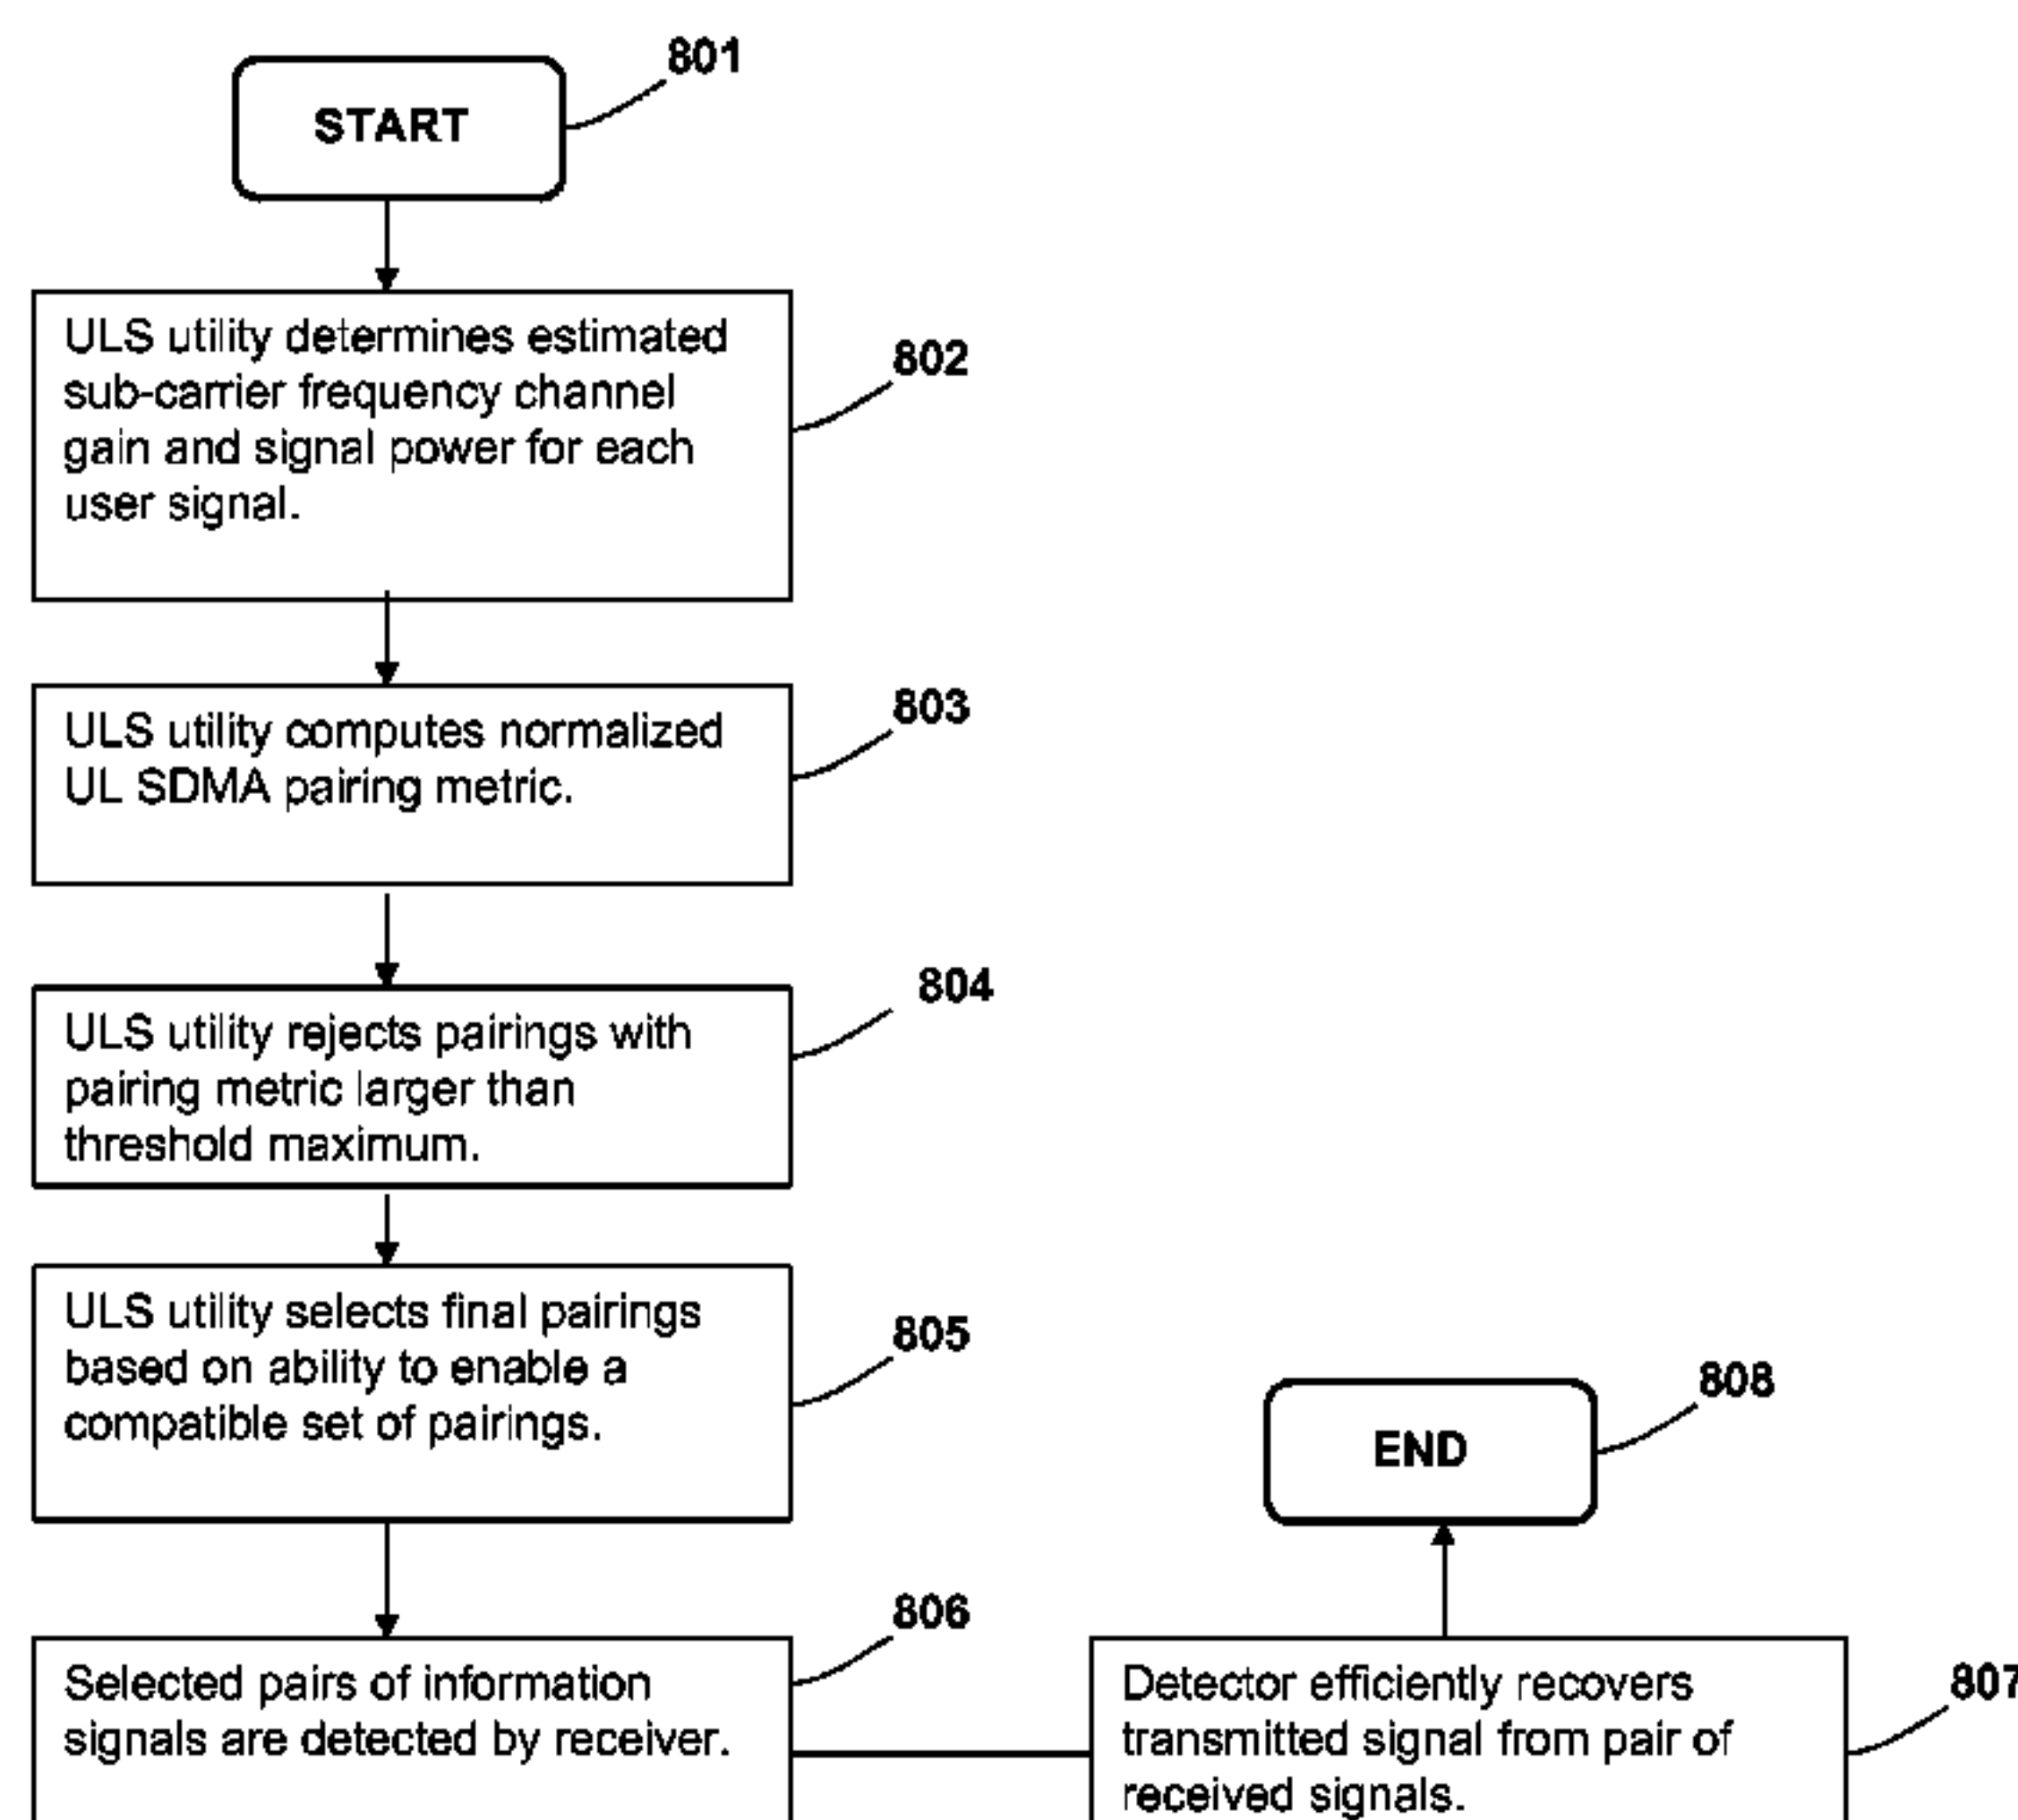 801
START
ULS utility determines estimated
sub-carrier frequency channel
gain and signal power for each
user signal.
802
ULS utility computes normalized
UL SDMA pairing metric.
803
ULS utility rejects pairings with
pairing metric larger than
threshold maximum.
804
ULS utility selects final pairings
based on ability to enable a
compatible set of pairings.
805
Selected pairs of information
signals are detected by receiver.
806
Detector efficiently recovers
transmitted signal from pair of
received signals.
807
END
808